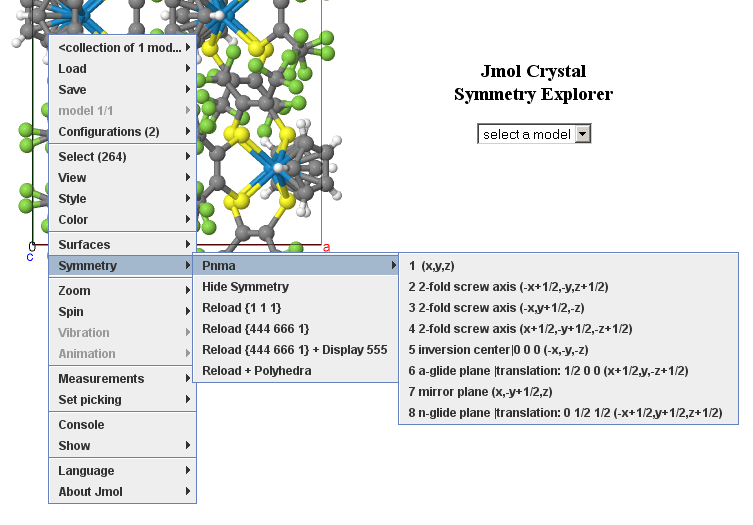 Jmol Crystal
Symmetry Explorer
select a model
<collection of 1 mod...
Load
Save
model 1/1
Configurations (2)
Select (264)
View
Style
Color
Surfaces
Symmetry
Zoom
Spin
Vibration
Animation
Measurements
Set picking
Console
Show
Language
About Jmol
0
c
a
Pnma
Hide Symmetry
Reload {1 1 1}
Reload {444 666 1}
Reload {444 666 1} + Display 555
Reload + Polyhedra
1 (x,y,z)
2 2-fold screw axis (-x+1/2,-y,z+1/2)
3 2-fold screw axis (-x,y+1/2,-z)
4 2-fold screw axis (x+1/2,-y+1/2,-z+1/2)
5 inversion center|0 0 0 (-x,-y,-z)
6 a-glide plane |translation: 1/2 0 0 (x+1/2,y,-z+1/2)
7 mirror plane (x,-y+1/2,z)
8 n-glide plane |translation: 0 1/2 1/2 (-x+1/2,y+1/2,z+1/2)